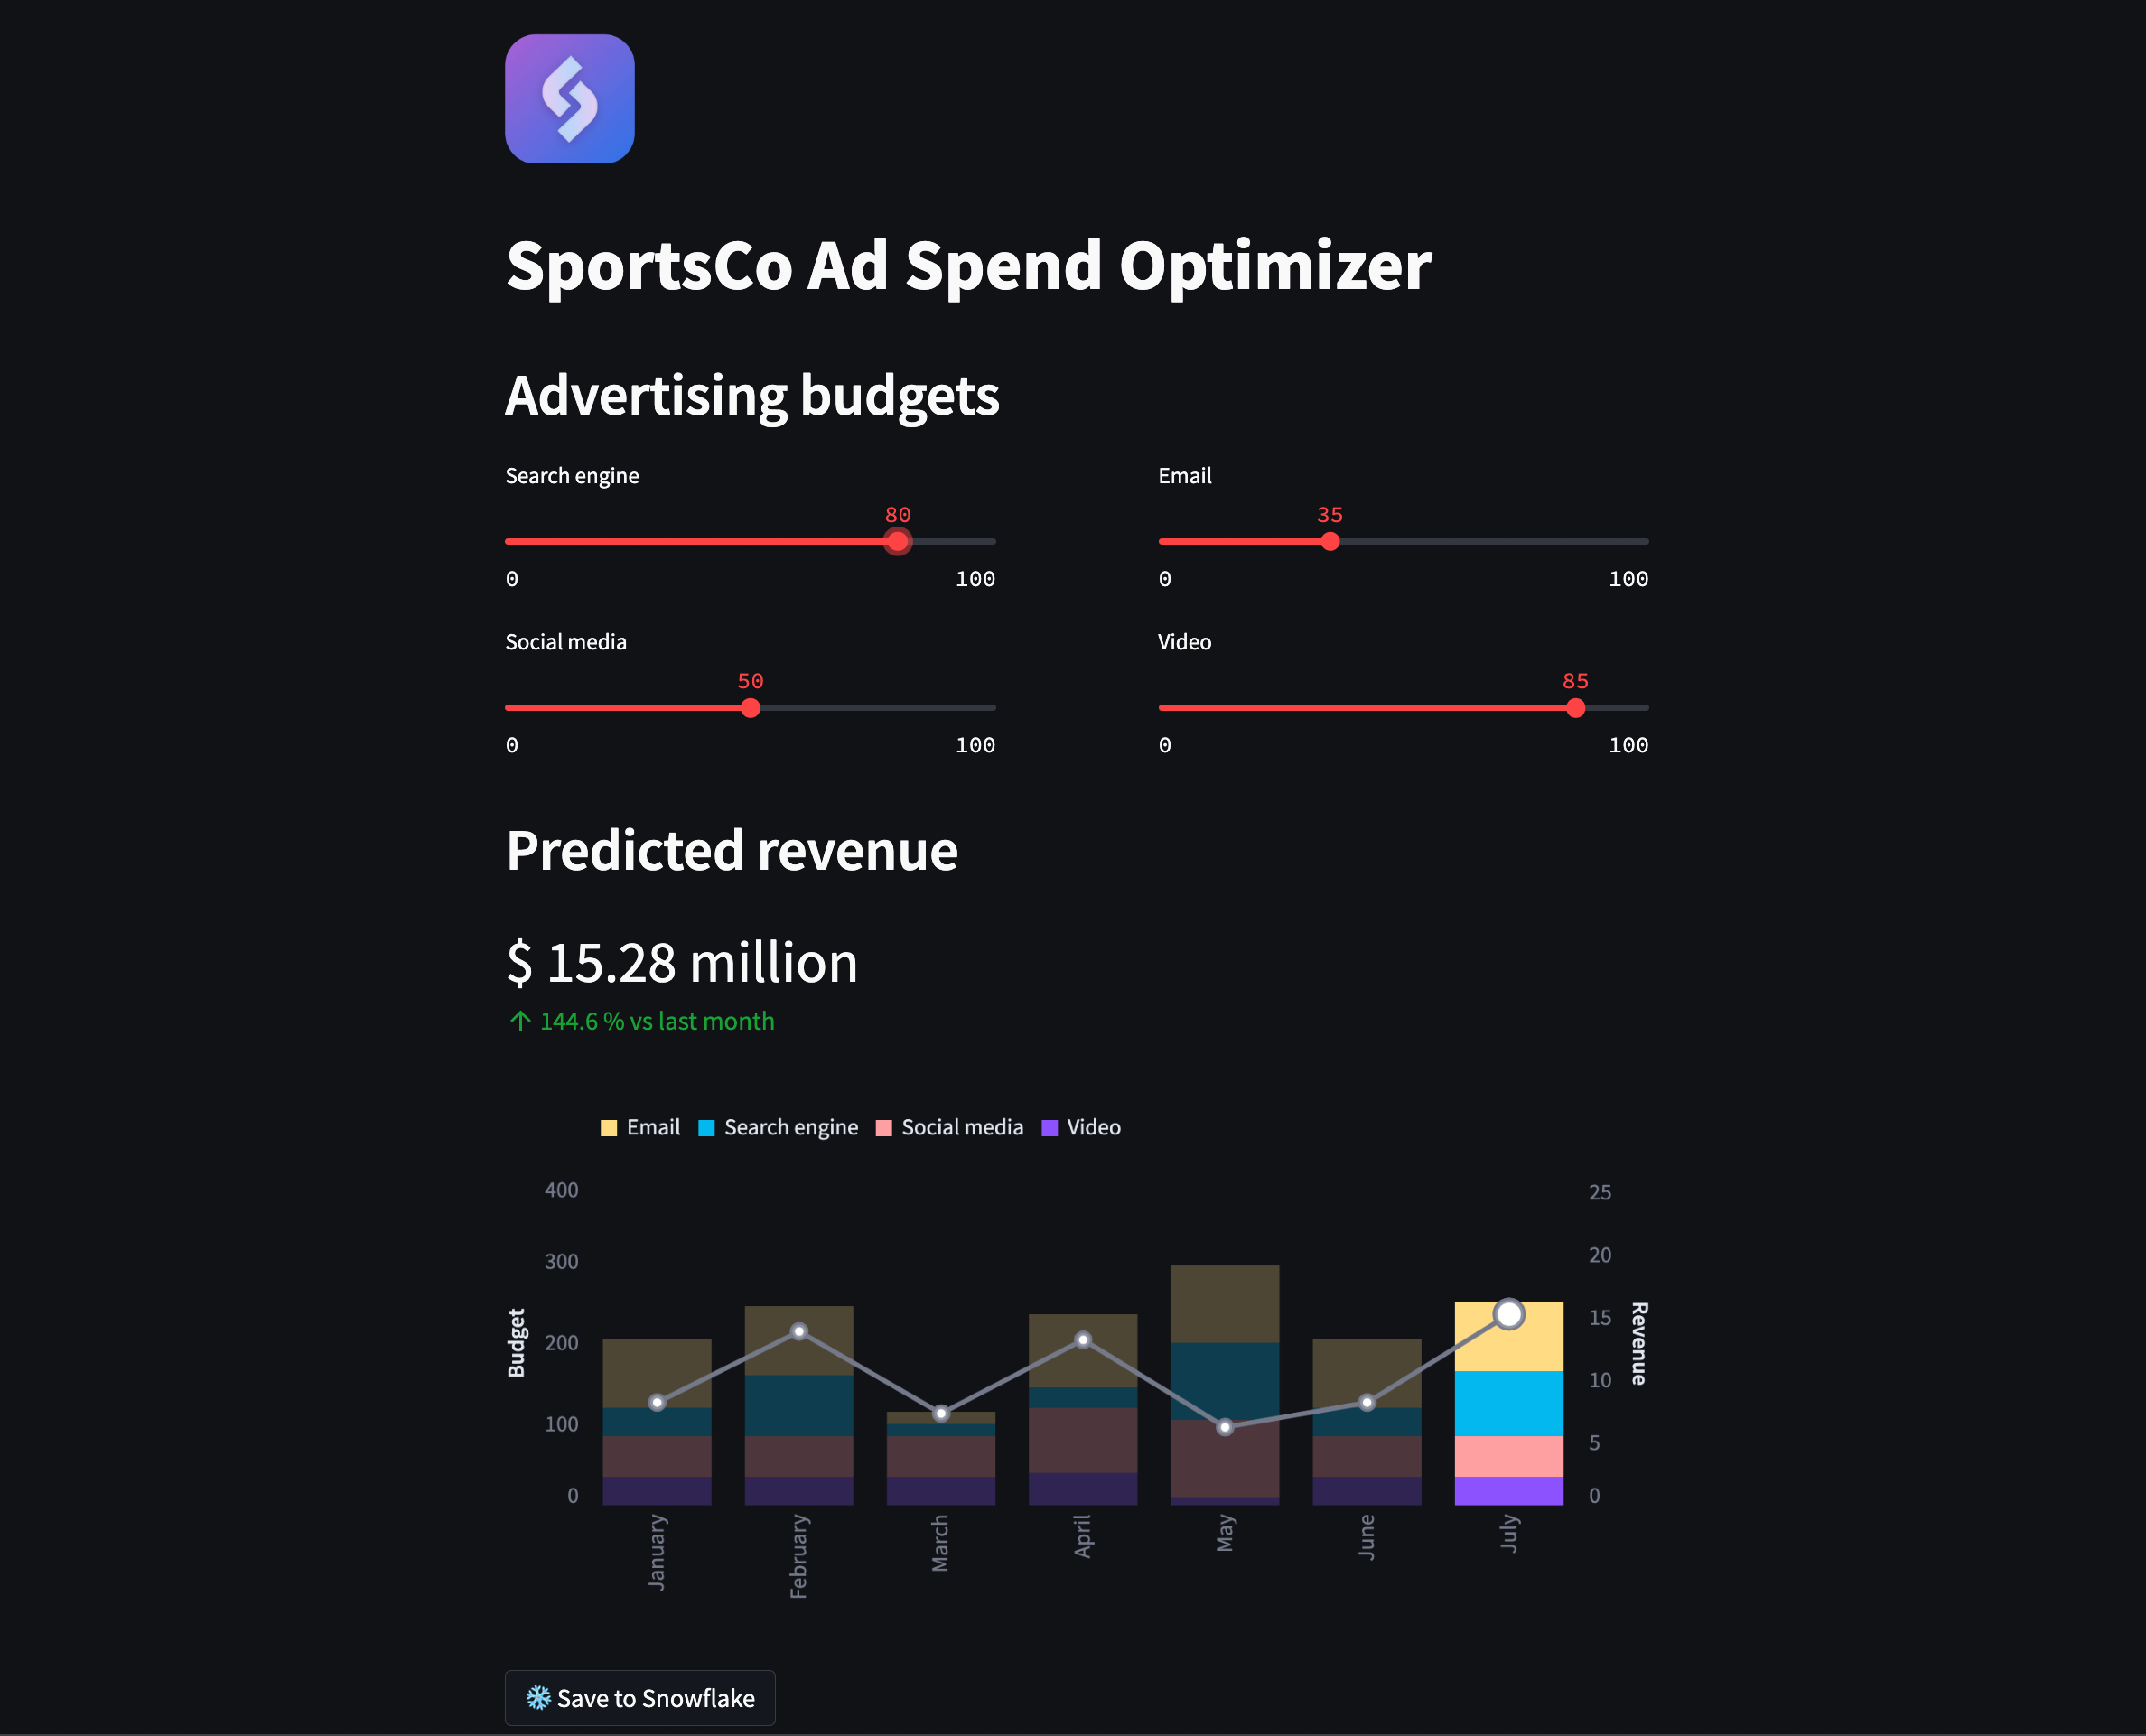 SportsCo Ad Spend Optimizer
Advertising budgets
Search engine
80
0 100
Email
35
0 100
Social media
50
0 100
Video
85
0 100
Predicted revenue
$ 15.28 million
↑ 144.6 % vs last month
Email Search engine Social media Video
Budget
400
300
200
100
0
25
20
15
10
5
0
Revenue
January February March April May June July
❄️ Save to Snowflake